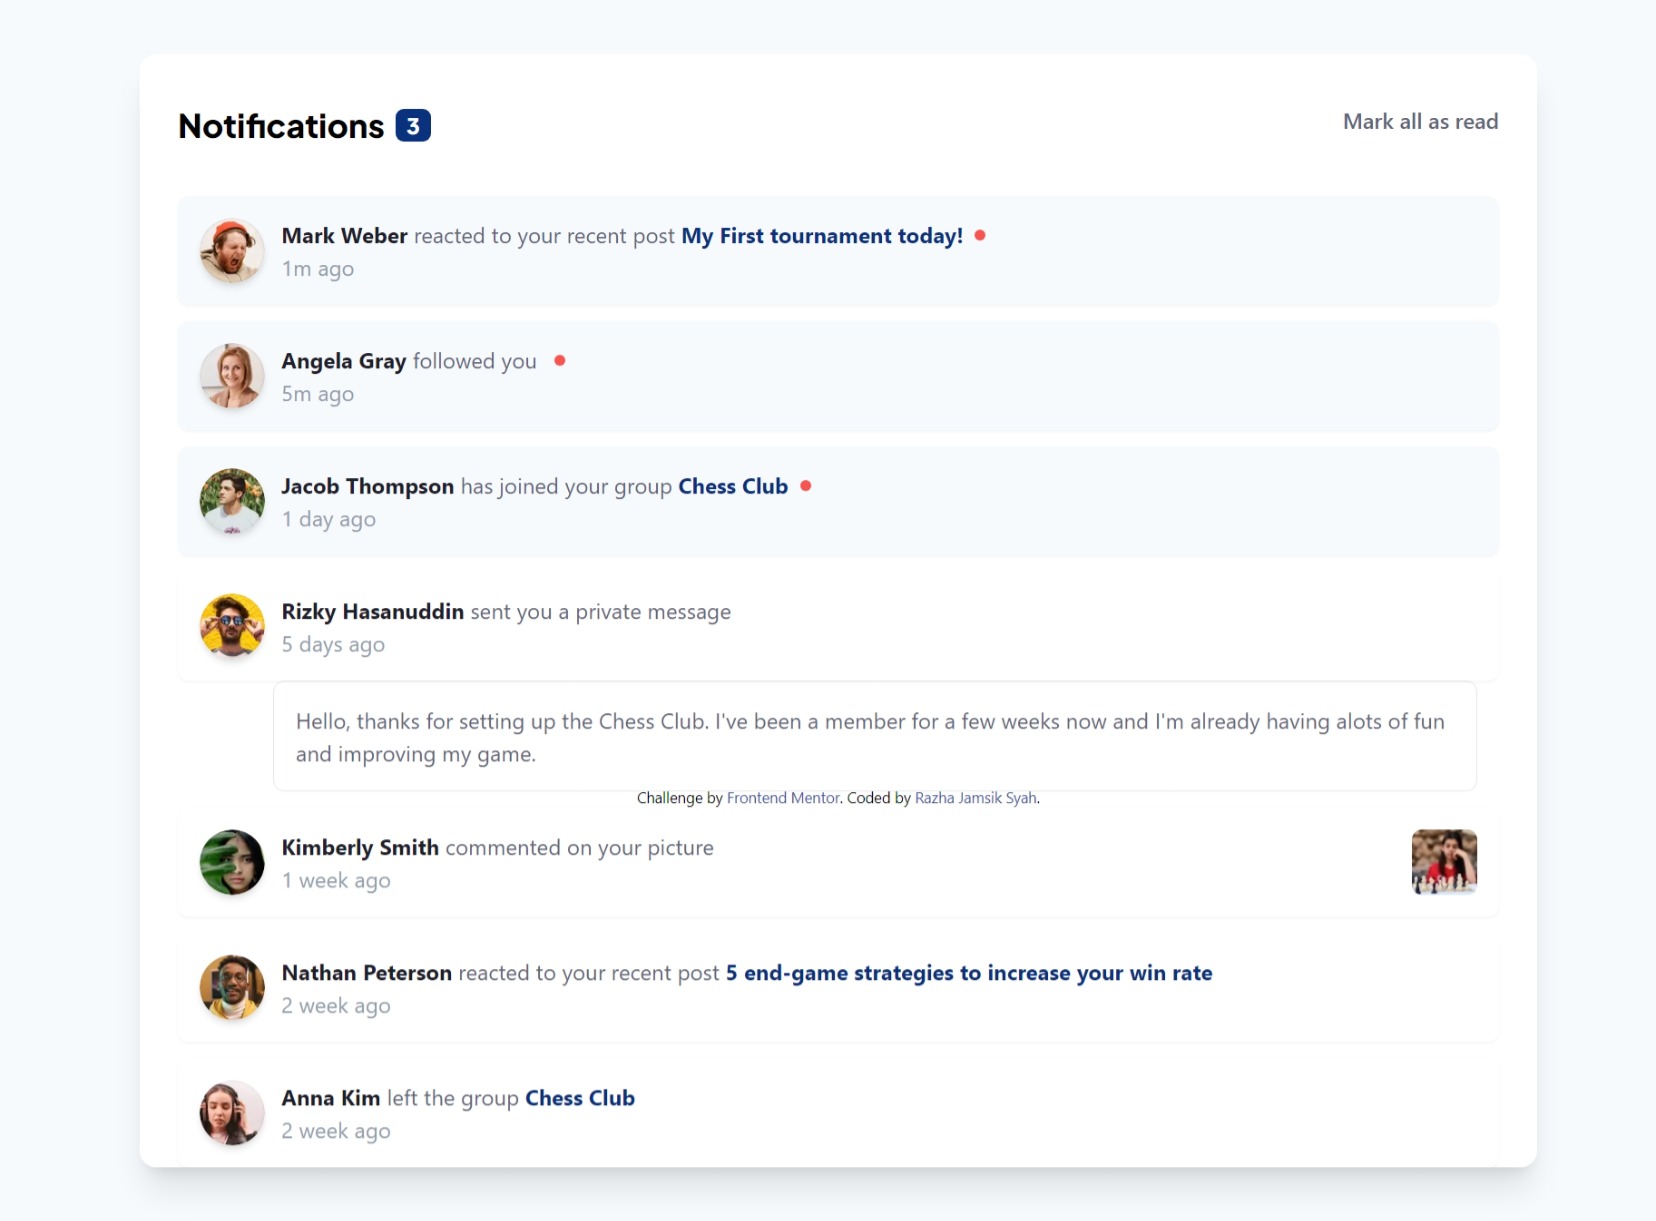 Notifications 3
Mark all as read
Mark Weber reacted to your recent post My First tournament today!
1m ago
Angela Gray followed you
5m ago
Jacob Thompson has joined your group Chess Club
1 day ago
Rizky Hasanuddin sent you a private message
5 days ago
Hello, thanks for setting up the Chess Club. I've been a member for a few weeks now and I'm already having alots of fun
and improving my game.
Challenge by Frontend Mentor. Coded by Razha Jamsik Syah.
Kimberly Smith commented on your picture
1 week ago
Nathan Peterson reacted to your recent post 5 end-game strategies to increase your win rate
2 week ago
Anna Kim left the group Chess Club
2 week ago